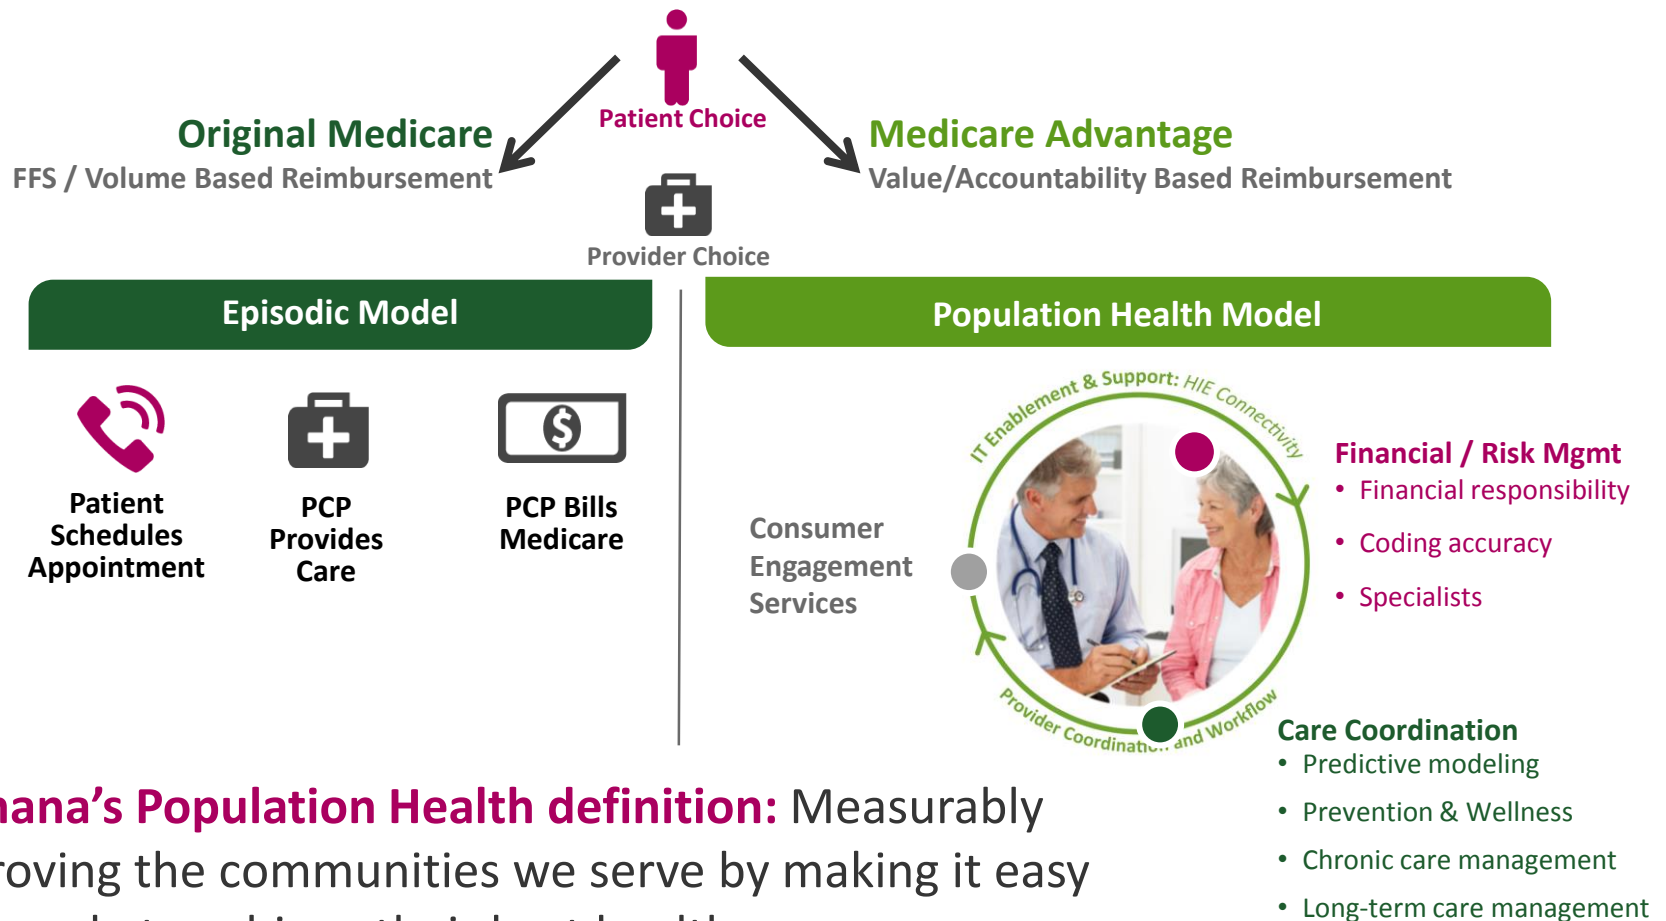 Patient Choice
Original Medicare
FFS / Volume Based Reimbursement
Medicare Advantage
Value/Accountability Based Reimbursement
Provider Choice
Episodic Model
Patient
Schedules
Appointment
PCP
Provides
Care
PCP Bills
Medicare
Population Health Model
IT Enablement & Support: HIE Connectivity
Consumer
Engagement
Services
Provider Coordination and Workflow
Financial / Risk Mgmt
• Financial responsibility
• Coding accuracy
• Specialists
Care Coordination
• Predictive modeling
• Prevention & Wellness
• Chronic care management
• Long-term care management
nana's Population Health definition: Measurably
roving the communities we serve by making it easy